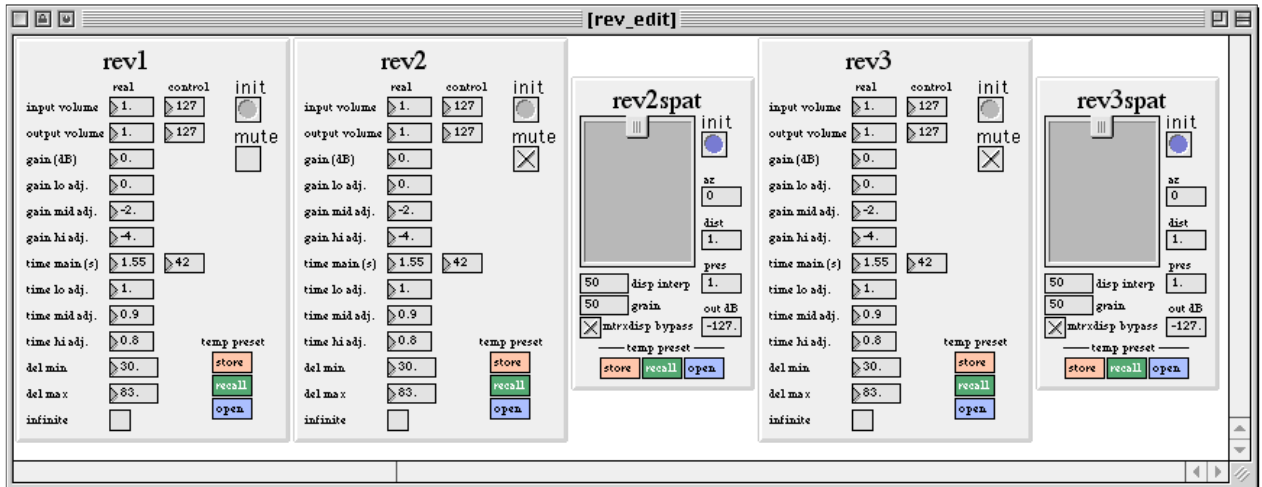 [rev_edit]
rev1
real control init
input volume 1. 127
output volume 1. 127 mute
gain (dB) 0.
gain lo adj. 0.
gain mid adj. -2.
gain hi adj. -4.
time main (s) 1.55 42
time lo adj. 1.
time mid adj. 0.9
time hi adj. 0.8 temp preset
del min 30. store
recall
del max 83.
open
infinite
rev2
real control init
input volume 1. 127
output volume 1. 127 mute
gain (dB) 0.
gain lo adj. 0.
gain mid adj. -2.
gain hi adj. -4.
time main (s) 1.55 42
time lo adj. 1.
time mid adj. 0.9
time hi adj. 0.8 temp preset
del min 30. store
recall
del max 83.
open
infinite
rev2spat
init
az
0
dist
1.
pres
50 disp interp 1.
50 grain out dB
mtrxdisp bypass -127.
temp preset
store recall open
rev3
real control init
input volume 1. 127
output volume 1. 127 mute
gain (dB) 0.
gain lo adj. 0.
gain mid adj. -2.
gain hi adj. -4.
time main (s) 1.55 42
time lo adj. 1.
time mid adj. 0.9
time hi adj. 0.8 temp preset
del min 30. store
recall
del max 83.
open
infinite
rev3spat
init
az
0
dist
1.
pres
50 disp interp 1.
50 grain out dB
mtrxdisp bypass -127.
temp preset
store recall open